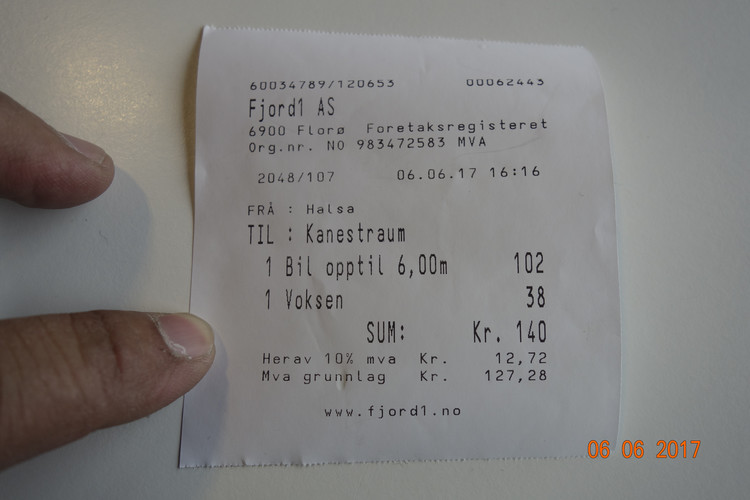 60034789/120653 00062443
Fjord1 AS
6900 Florø Foretaksregisteret
Org.nr. NO 983472583 MVA
2048/107 06.06.17 16:16
FRÅ : Halsa
TIL : Kanestraum
1 Bil opptil 6,00m 102
1 Voksen 38
SUM: Kr. 140
Herav 10% mva Kr. 12,72
Mva grunnlag Kr. 127,28
www.fjord1.no
06 06 2017